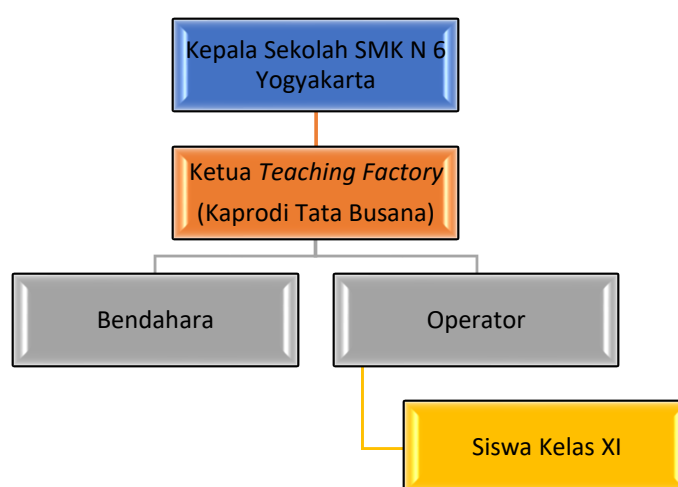 Kepala Sekolah SMK N 6
Yogyakarta
Ketua Teaching Factory
(Kaprodi Tata Busana)
Bendahara
Operator
Siswa Kelas XI